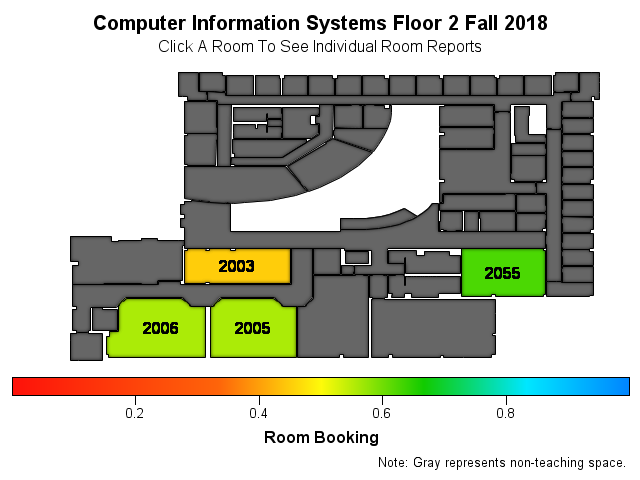 Computer Information Systems Floor 2 Fall 2018
Click A Room To See Individual Room Reports
2003
2055
2006
2005
0.2
0.4
0.6
0.8
Room Booking
Note: Gray represents non-teaching space.